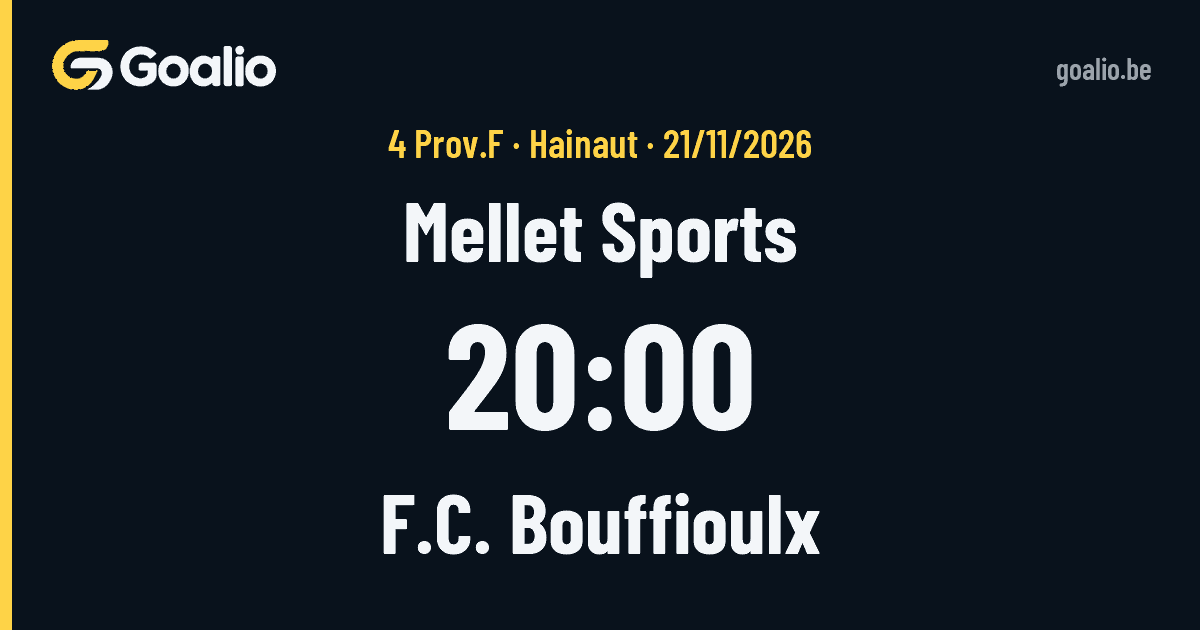 Goalio
goalio.be
4 Prov.F · Hainaut · 21/11/2026
Mellet Sports
20:00
F.C. Bouffioulx